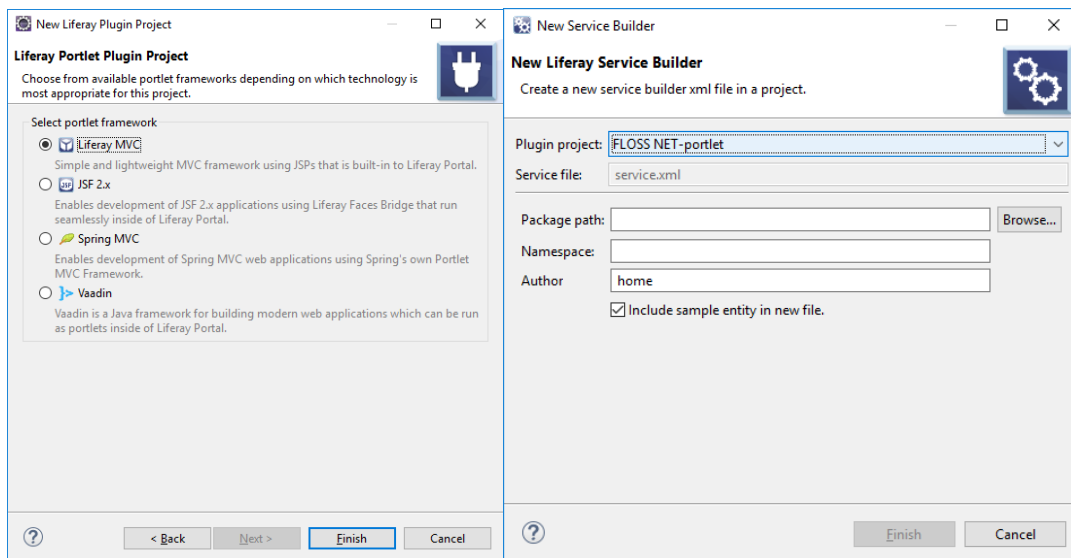 New Liferay Plugin Project
Liferay Portlet Plugin Project
Choose from available portlet frameworks depending on which technology is
most appropriate for this project.
Select portlet framework
Liferay MVC
Simple and lightweight MVC framework using JSPs that is built-in to Liferay Portal.
JSP
JSF 2.x
Enables development of JSF 2.x applications using Liferay Faces Bridge that run
seamlessly inside of Liferay Portal.
Spring MVC
Enables development of Spring MVC web applications using Spring's own Portlet
MVC Framework.
Vaadin
Vaadin is a Java framework for building modern web applications which can be run
as portlets inside of Liferay Portal.
?
< Back
Next >
Finish
Cancel
New Service Builder
New Liferay Service Builder
Create a new service builder xml file in a project.
Plugin project: FLOSS NET-portlet
Service file: service.xml
Package path: Browse...
Namespace:
Author home
Include sample entity in new file.
?
Finish
Cancel